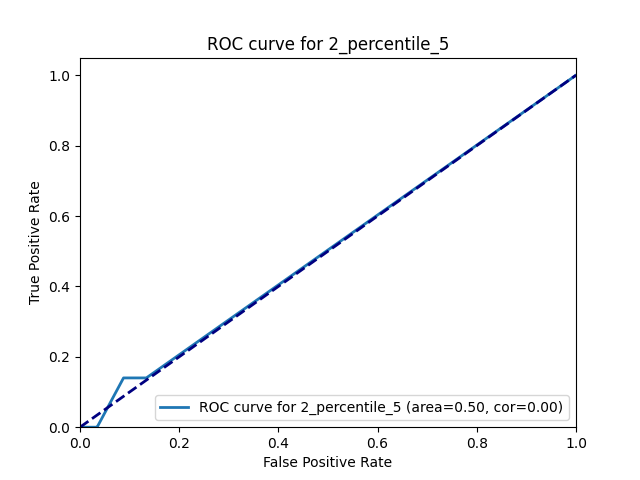 ROC curve for 2_percentile_5
True Positive Rate
1.0
0.8
0.6
0.4
0.2
0.0
ROC curve for 2_percentile_5 (area=0.50, cor=0.00)
0.0 0.2 0.4 0.6 0.8 1.0
False Positive Rate